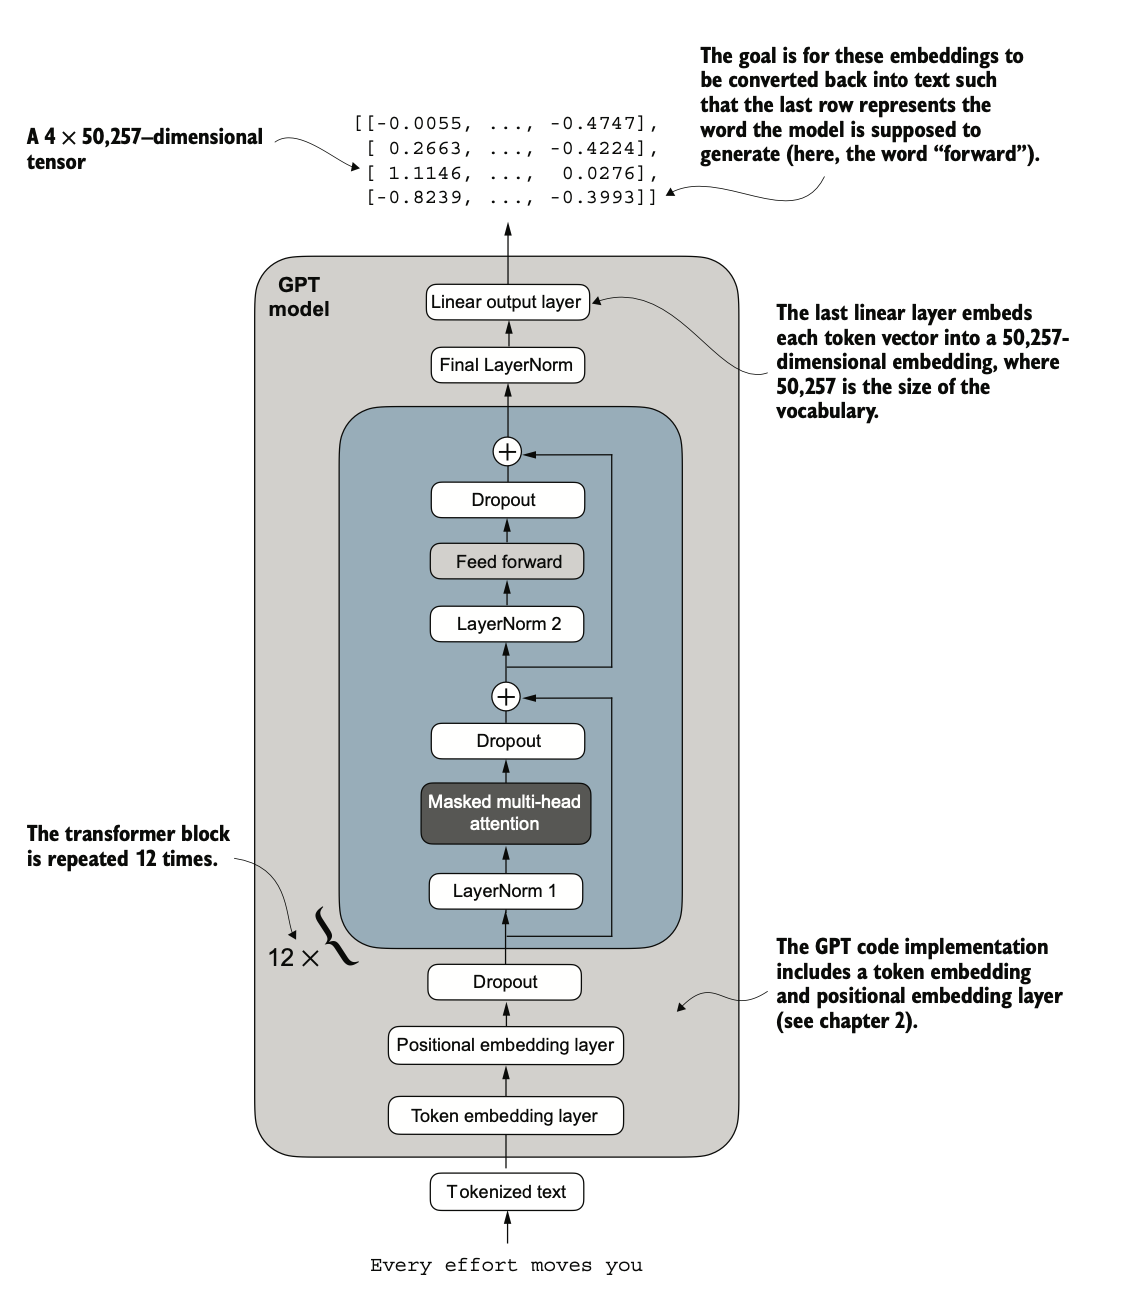 The goal is for these embeddings to
be converted back into text such
that the last row represents the
word the model is supposed to
generate (here, the word “forward”).
A 4 × 50,257–dimensional
tensor
[[-0.0055, ..., -0.4747],
[ 0.2663, ..., -0.4224],
[ 1.1146, ..., 0.0276],
[-0.8239, ..., -0.3993]]
GPT
model
Linear output layer
The last linear layer embeds
each token vector into a 50,257-
dimensional embedding, where
50,257 is the size of the
vocabulary.
Final LayerNorm
+
Dropout
Feed forward
LayerNorm 2
+
Dropout
Masked multi-head
attention
The transformer block
is repeated 12 times.
LayerNorm 1
12 × {
Dropout
The GPT code implementation
includes a token embedding
and positional embedding layer
(see chapter 2).
Positional embedding layer
Token embedding layer
Tokenized text
Every effort moves you